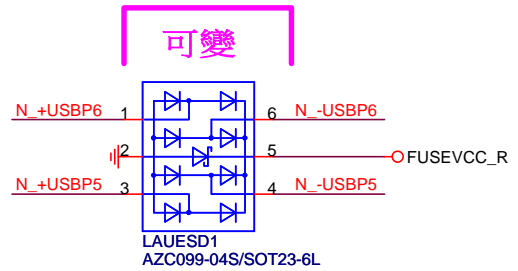 可變
N_+USBP6 1 6 N_-USBP6
2 5 FUSEVCC_R
N_+USBP5 3 4 N_-USBP5
LAUESD1
AZC099-04S/SOT23-6L